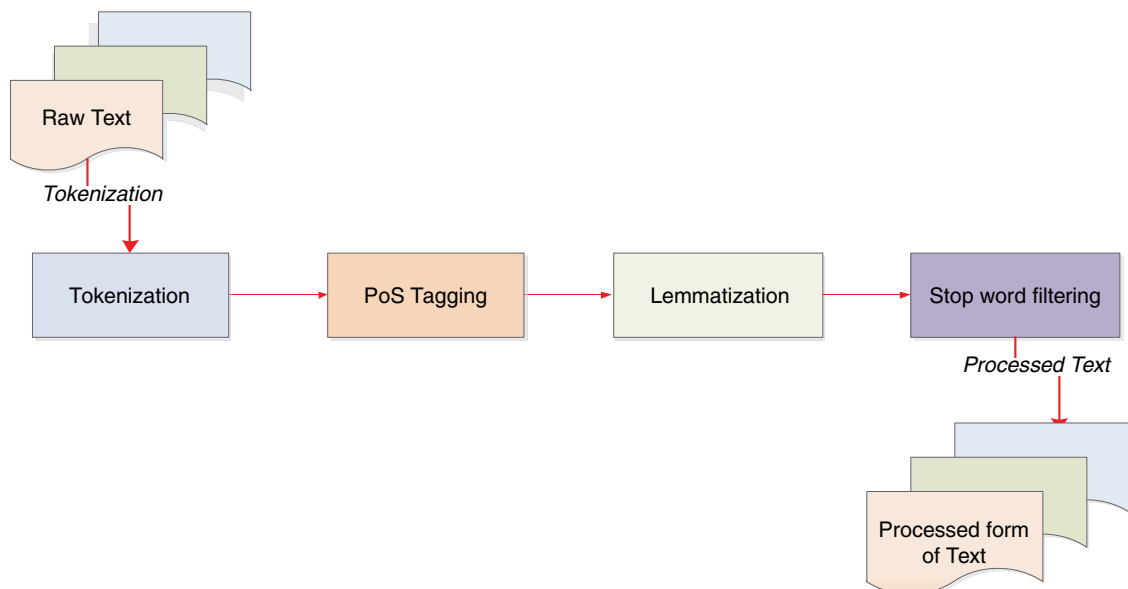 Raw Text
Tokenization
Tokenization
PoS Tagging
Lemmatization
Stop word filtering
Processed Text
Processed form
of Text